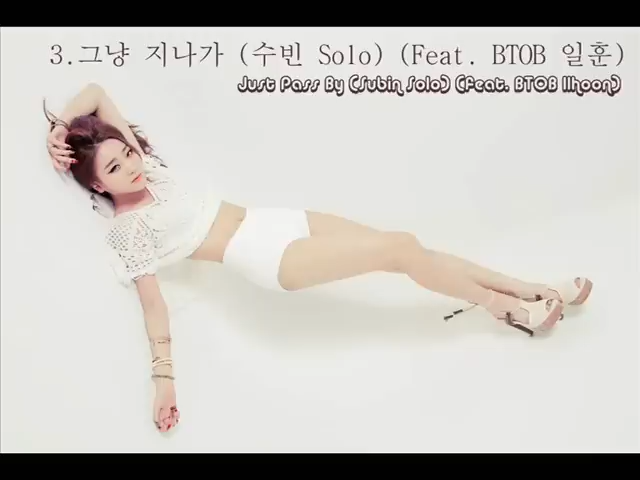 3.그냥 지나가 (수빈 Solo) (Feat. BTOB 일훈)
Just Pass By (Subin Solo) (Feat. BTOB Ilhoon)